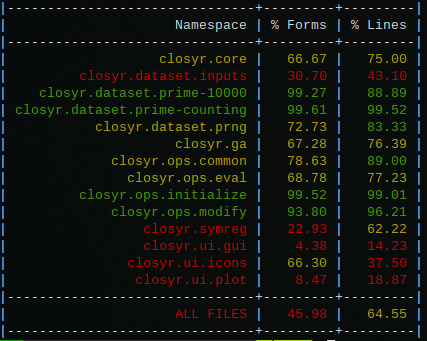 |-------------------------------+---------+---------|
| Namespace | % Forms | % Lines |
|-------------------------------+---------+---------|
| closyr.core | 66.67 | 75.00 |
| closyr.dataset.inputs | 30.70 | 43.10 |
| closyr.dataset.prime-10000 | 99.27 | 88.89 |
| closyr.dataset.prime-counting | 99.61 | 99.52 |
| closyr.dataset.prng | 72.73 | 83.33 |
| closyr.ga | 67.28 | 76.39 |
| closyr.ops.common | 78.63 | 89.00 |
| closyr.ops.eval | 68.78 | 77.23 |
| closyr.ops.initialize | 99.52 | 99.01 |
| closyr.ops.modify | 93.80 | 96.21 |
| closyr.symreg | 22.93 | 62.22 |
| closyr.ui.gui | 4.38 | 14.23 |
| closyr.ui.icons | 66.30 | 37.50 |
| closyr.ui.plot | 8.47 | 18.87 |
|-------------------------------+---------+---------|
| ALL FILES | 45.98 | 64.55 |
|-------------------------------+---------+---------|